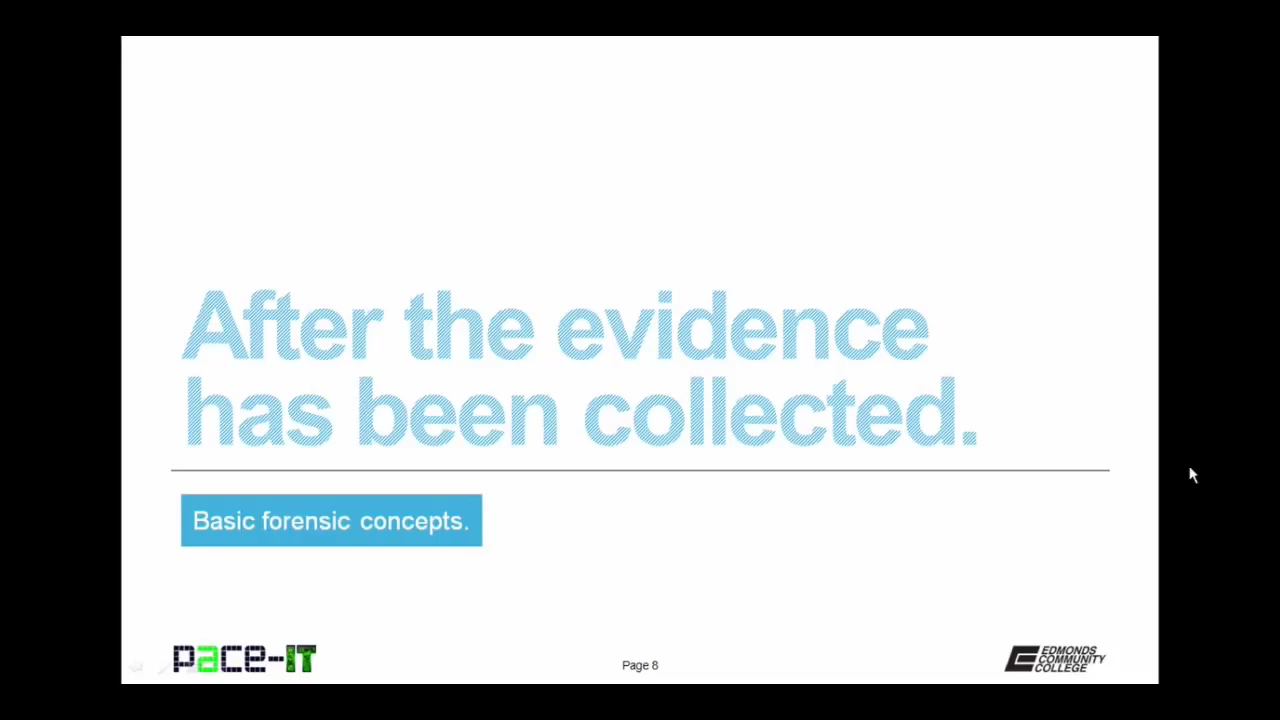 After the evidence
has been collected.
Basic forensic concepts.
pace-IT
Page 8
EDMONDS
COMMUNITY
COLLEGE